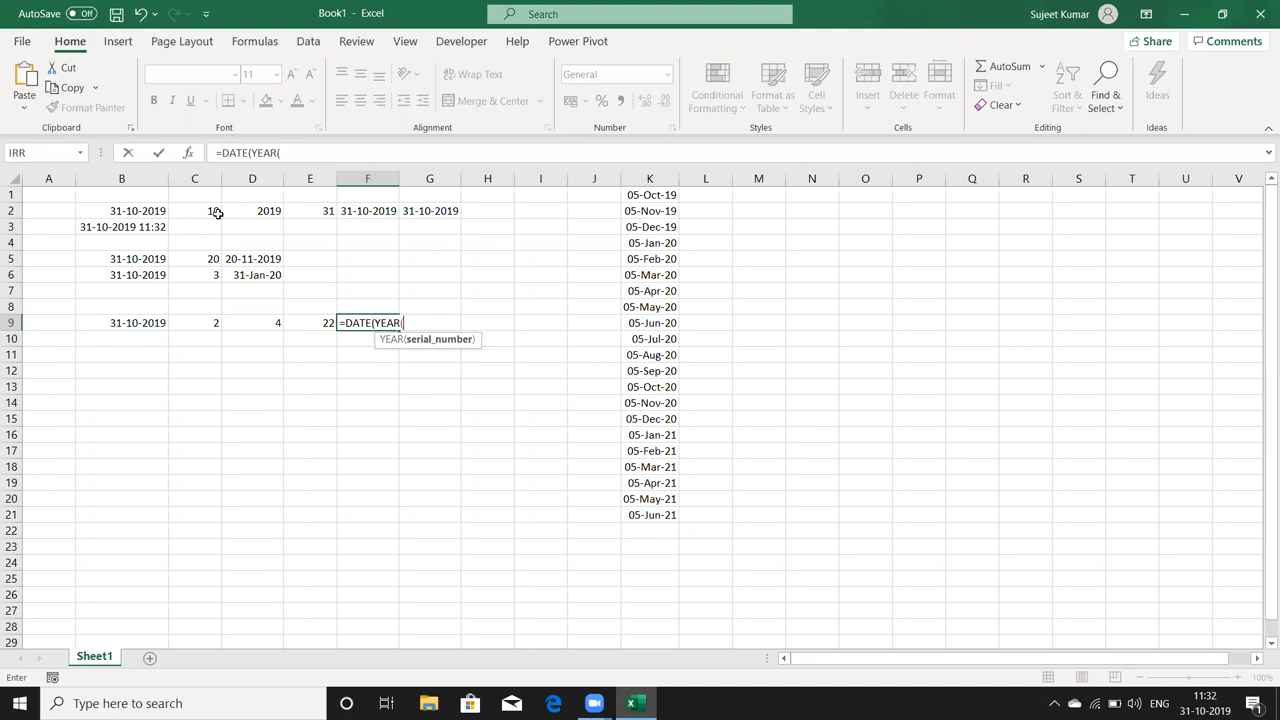 AutoSave Off Book1 - Excel Search Sujeet Kumar
File Home Insert Page Layout Formulas Data Review View Developer Help Power Pivot Share Comments
Paste Cut Copy Format Painter
Clipboard
11 A A B I U A
Font
Wrap Text Merge & Center
Alignment
General % ,
Number
Conditional Formatting Format as Table Cell Styles
Styles
Insert Delete Format
Cells
AutoSum Fill Clear Sort & Filter Find & Select
Editing
Ideas
Ideas
IRR fx =DATE(YEAR(
A B C D E F G H I J K L M N O P Q R S T U V
1 05-Oct-19
2 31-10-2019 10 2019 31 31-10-2019 31-10-2019 05-Nov-19
3 31-10-2019 11:32 05-Dec-19
4 05-Jan-20
5 31-10-2019 20 20-11-2019 05-Feb-20
6 31-10-2019 3 31-Jan-20 05-Mar-20
7 05-Apr-20
8 05-May-20
9 31-10-2019 2 4 22 =DATE(YEAR( 05-Jun-20
YEAR(serial_number)
10 05-Jul-20
11 05-Aug-20
12 05-Sep-20
13 05-Oct-20
14 05-Nov-20
15 05-Dec-20
16 05-Jan-21
17 05-Feb-21
18 05-Mar-21
19 05-Apr-21
20 05-May-21
21 05-Jun-21
22
23
24
25
26
27
28
29
Sheet1
Enter 100%
Type here to search ENG 11:32
31-10-2019